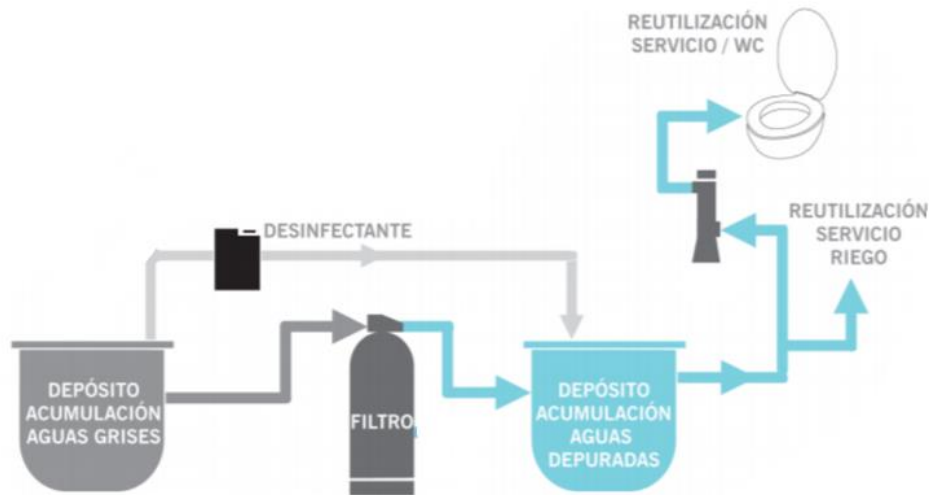 REUTILIZACIÓN
SERVICIO / WC
DESINFECTANTE
REUTILIZACIÓN
SERVICIO
RIEGO
DEPÓSITO
ACUMULACIÓN
AGUAS GRISES
FILTRO
DEPÓSITO
ACUMULACIÓN
AGUAS
DEPURADAS